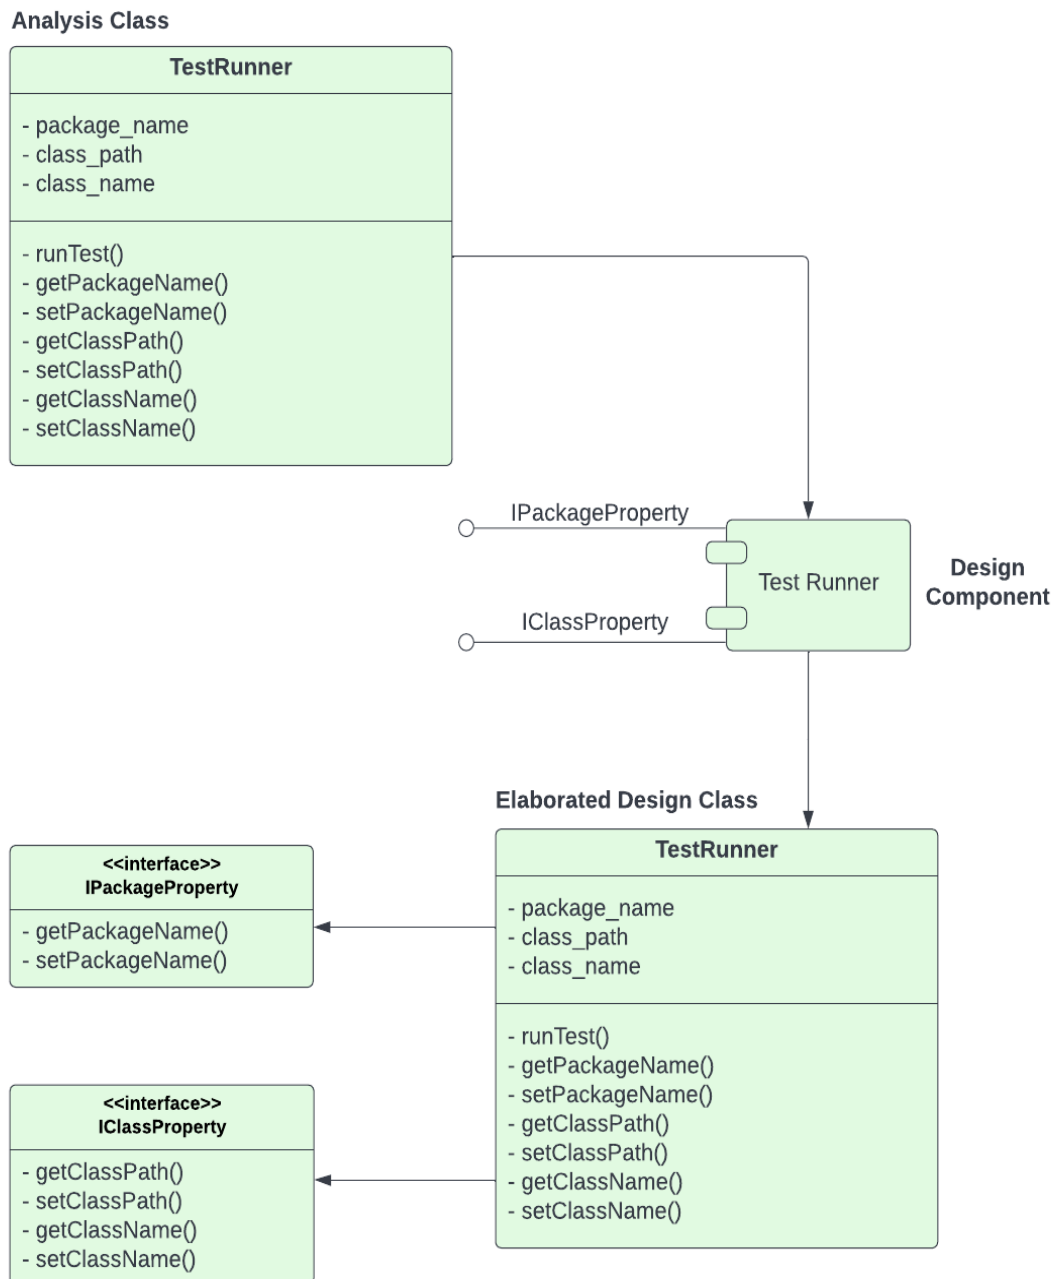 Analysis Class
TestRunner
- package_name
- class_path
- class_name
- runTest()
- getPackageName()
- setPackageName()
- getClassPath()
- setClassPath()
- getClassName()
- setClassName()
IPackageProperty
IClassProperty
Test Runner
Design
Component
Elaborated Design Class
TestRunner
- package_name
- class_path
- class_name
- runTest()
- getPackageName()
- setPackageName()
- getClassPath()
- setClassPath()
- getClassName()
- setClassName()
<<interface>>
IPackageProperty
- getPackageName()
- setPackageName()
<<interface>>
IClassProperty
- getClassPath()
- setClassPath()
- getClassName()
- setClassName()